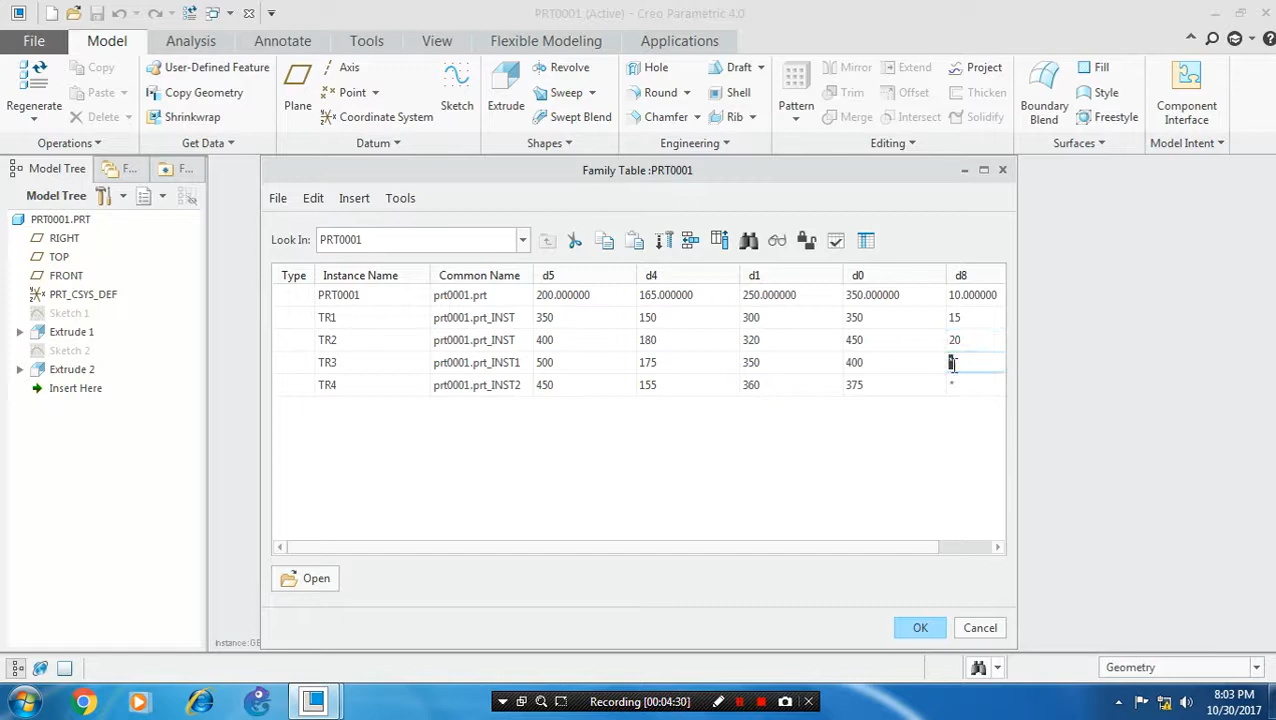 PRT0001 (Active) - Creo Parametric 4.0
File Model Analysis Annotate Tools View Flexible Modeling Applications
Regenerate
Copy
Paste
Delete
Operations
User-Defined Feature
Copy Geometry
Shrinkwrap
Get Data
Plane
Axis
Point
Coordinate System
Sketch
Datum
Extrude
Revolve
Sweep
Swept Blend
Shapes
Hole
Round
Chamfer
Draft
Shell
Rib
Engineering
Pattern
Mirror
Trim
Merge
Extend
Offset
Intersect
Project
Thicken
Solidify
Editing
Boundary Blend
Fill
Style
Freestyle
Surfaces
Component Interface
Model Intent
Model Tree
F...
F...
Model Tree
PRT0001.PRT
RIGHT
TOP
FRONT
PRT_CSYS_DEF
Sketch 1
Extrude 1
Sketch 2
Extrude 2
Insert Here
Family Table :PRT0001
File Edit Insert Tools
Look In: PRT0001
Type Instance Name Common Name d5 d4 d1 d0 d8
PRT0001 prt0001.prt 200.000000 165.000000 250.000000 350.000000 10.000000
TR1 prt0001.prt_INST 350 150 300 350 15
TR2 prt0001.prt_INST 400 180 320 450 20
TR3 prt0001.prt_INST1 500 175 350 400
TR4 prt0001.prt_INST2 450 155 360 375 *
Open
OK Cancel
Geometry
Recording [00:04:30]
8:03 PM
10/30/2017